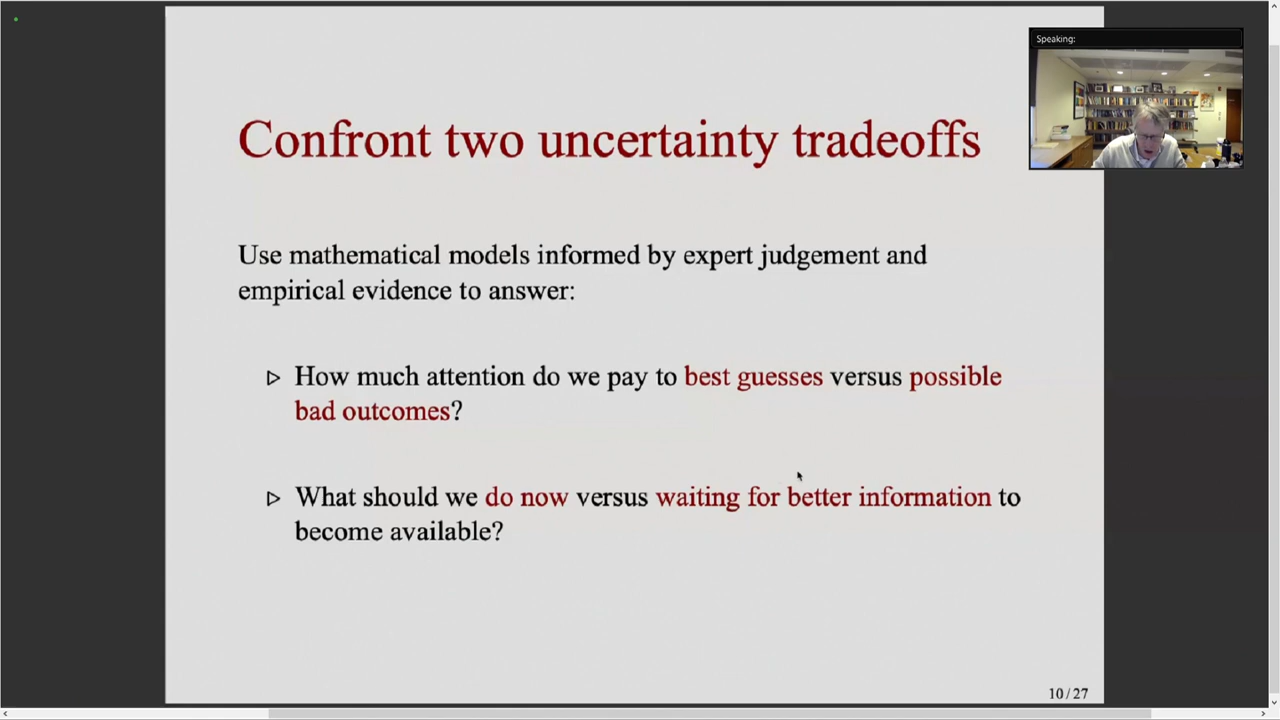 Speaking:
Confront two uncertainty tradeoffs
Use mathematical models informed by expert judgement and
empirical evidence to answer:
How much attention do we pay to best guesses versus possible
bad outcomes?
What should we do now versus waiting for better information to
become available?
10/27